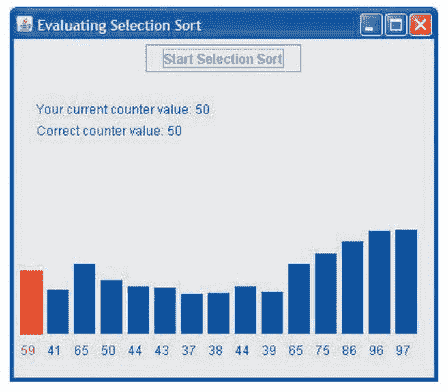 Evaluating Selection Sort
Start Selection Sort
Your current counter value: 50
Correct counter value: 50
59 41 65 50 44 43 37 38 44 39 65 75 86 96 97